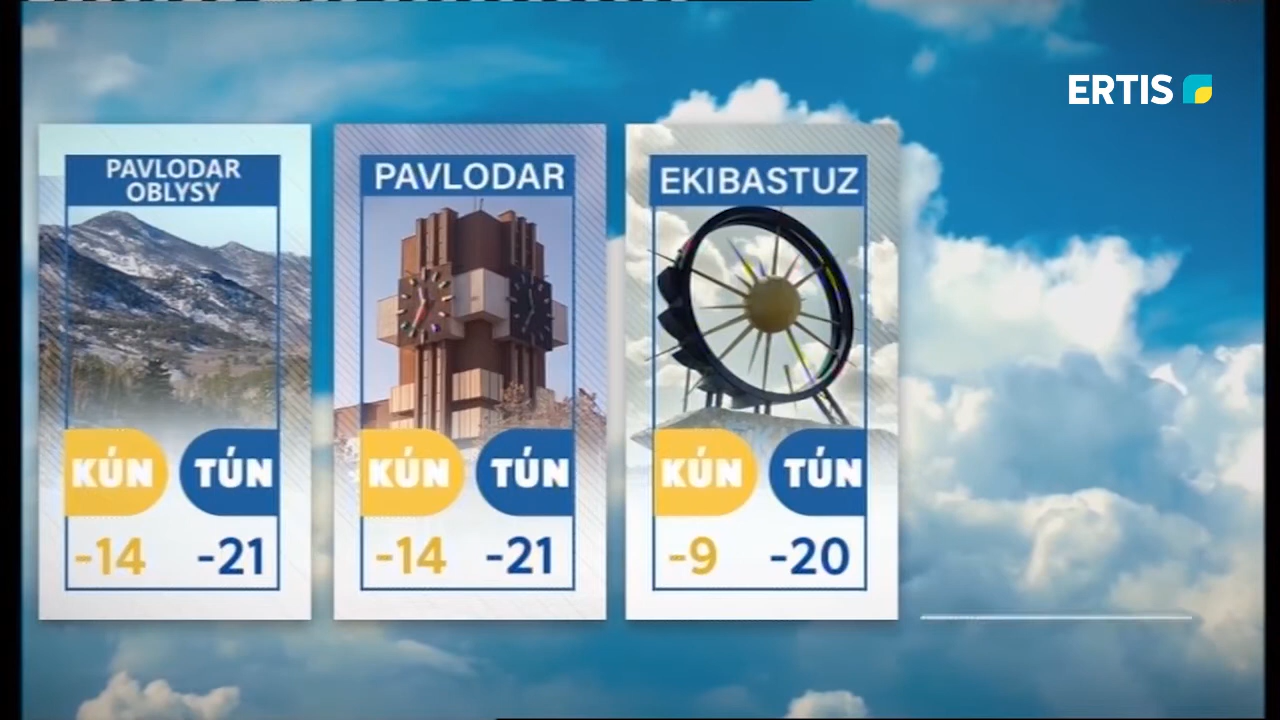 ERTIS
PAVLODAR
OBLYSY
KÚN TÚN
-14 -21
PAVLODAR
KÚN TÚN
-14 -21
EKIBASTUZ
KÚN TÚN
-9 -20